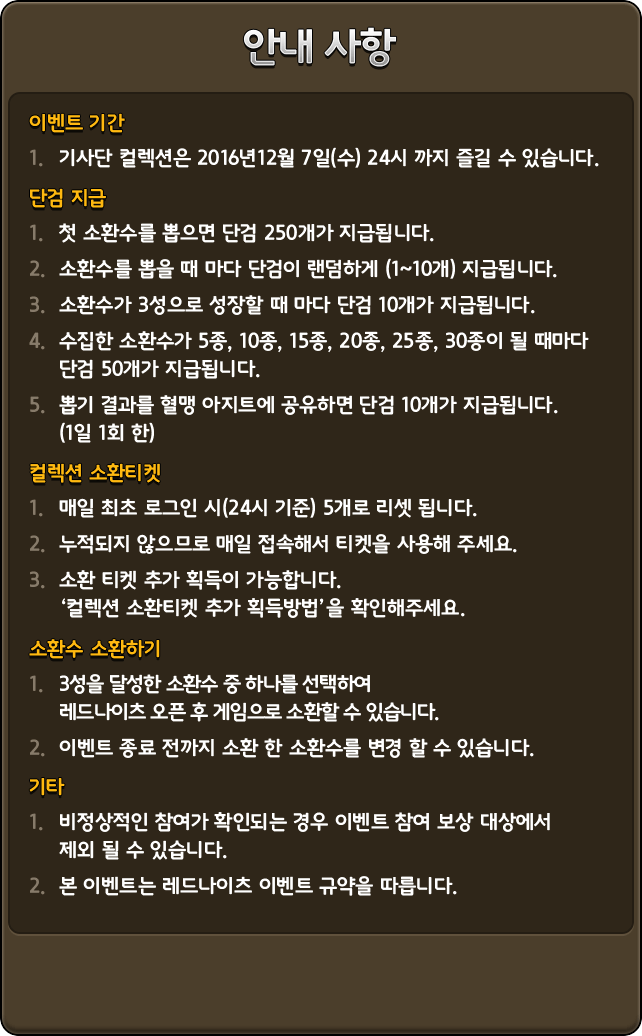 안내 사항
이벤트 기간
1. 기사단 컬렉션은 2016년12월 7일(수) 24시 까지 즐길 수 있습니다.
단검 지급
1. 첫 소환수를 뽑으면 단검 250개가 지급됩니다.
2. 소환수를 뽑을 때 마다 단검이 랜덤하게 (1~10개) 지급됩니다.
3. 소환수가 3성으로 성장할 때 마다 단검 10개가 지급됩니다.
4. 수집한 소환수가 5종, 10종, 15종, 20종, 25종, 30종이 될 때마다
단검 50개가 지급됩니다.
5. 뽑기 결과를 혈맹 아지트에 공유하면 단검 10개가 지급됩니다.
(1일 1회 한)
컬렉션 소환티켓
1. 매일 최초 로그인 시(24시 기준) 5개로 리셋 됩니다.
2. 누적되지 않으므로 매일 접속해서 티켓을 사용해 주세요.
3. 소환 티켓 추가 획득이 가능합니다.
‘컬렉션 소환티켓 추가 획득방법’을 확인해주세요.
소환수 소환하기
1. 3성을 달성한 소환수 중 하나를 선택하여
레드나이츠 오픈 후 게임으로 소환할 수 있습니다.
2. 이벤트 종료 전까지 소환 한 소환수를 변경 할 수 있습니다.
기타
1. 비정상적인 참여가 확인되는 경우 이벤트 참여 보상 대상에서
제외 될 수 있습니다.
2. 본 이벤트는 레드나이츠 이벤트 규약을 따릅니다.